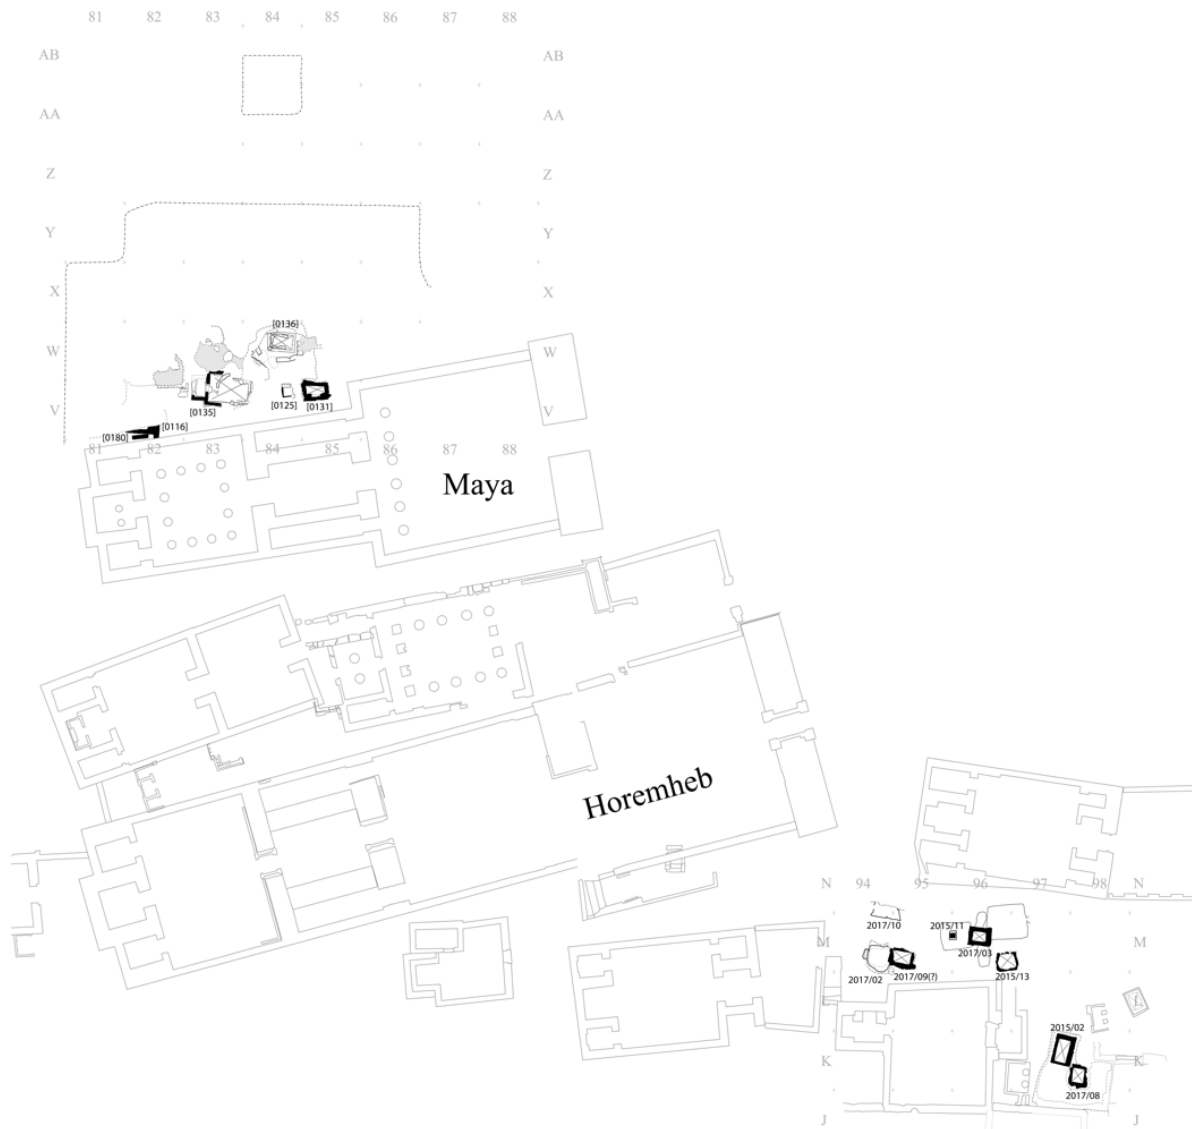 81 82 83 84 85 86 87 88
AB AB
AA AA
Z Z
Y Y
X X
[0136]
W W
[0135] [0125] [0131]
V V
[0180] [0116]
81 82 83 84 85 86 87 88
Maya
Horemheb
N 94 95 96 97 98 N
2017/10 2015/11
M M
2017/03
2017/02 2017/09(?) 2015/13
2015/02
K K
2017/08
J J